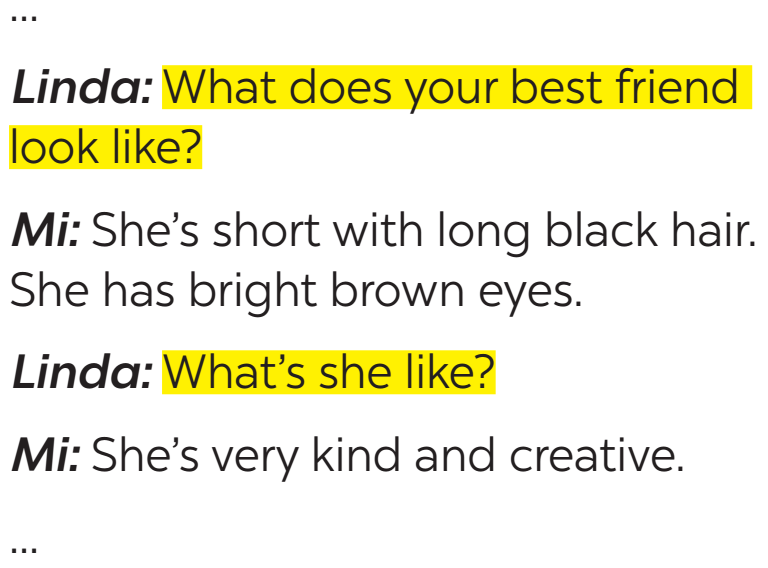 ...
Linda: What does your best friend
look like?
Mi: She’s short with long black hair.
She has bright brown eyes.
Linda: What’s she like?
Mi: She’s very kind and creative.
...